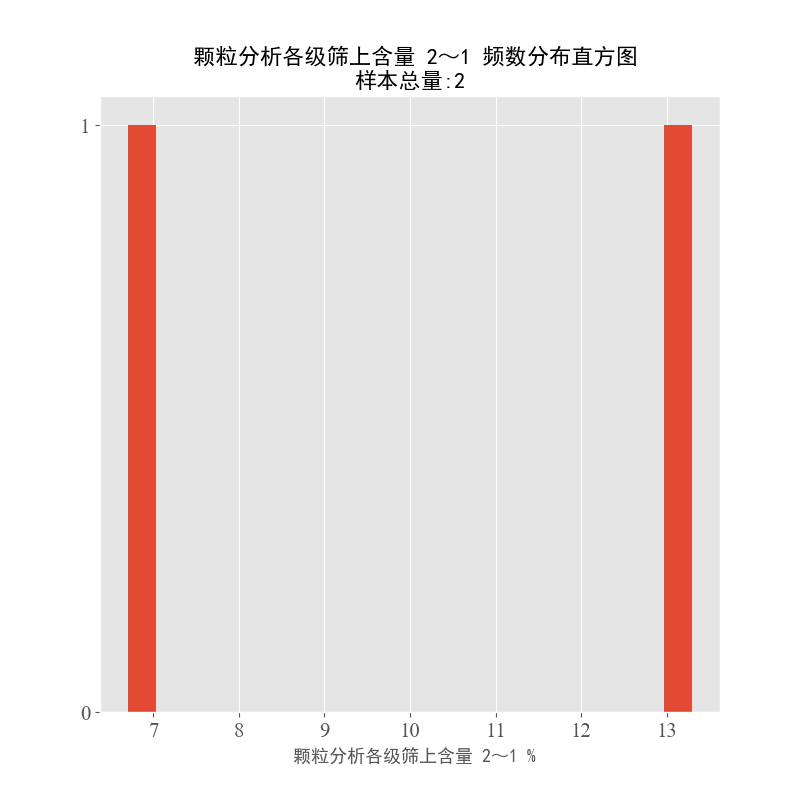 颗粒分析各级筛上含量 2～1 频数分布直方图
样本总量:2
1
0
7 8 9 10 11 12 13
颗粒分析各级筛上含量 2～1 %